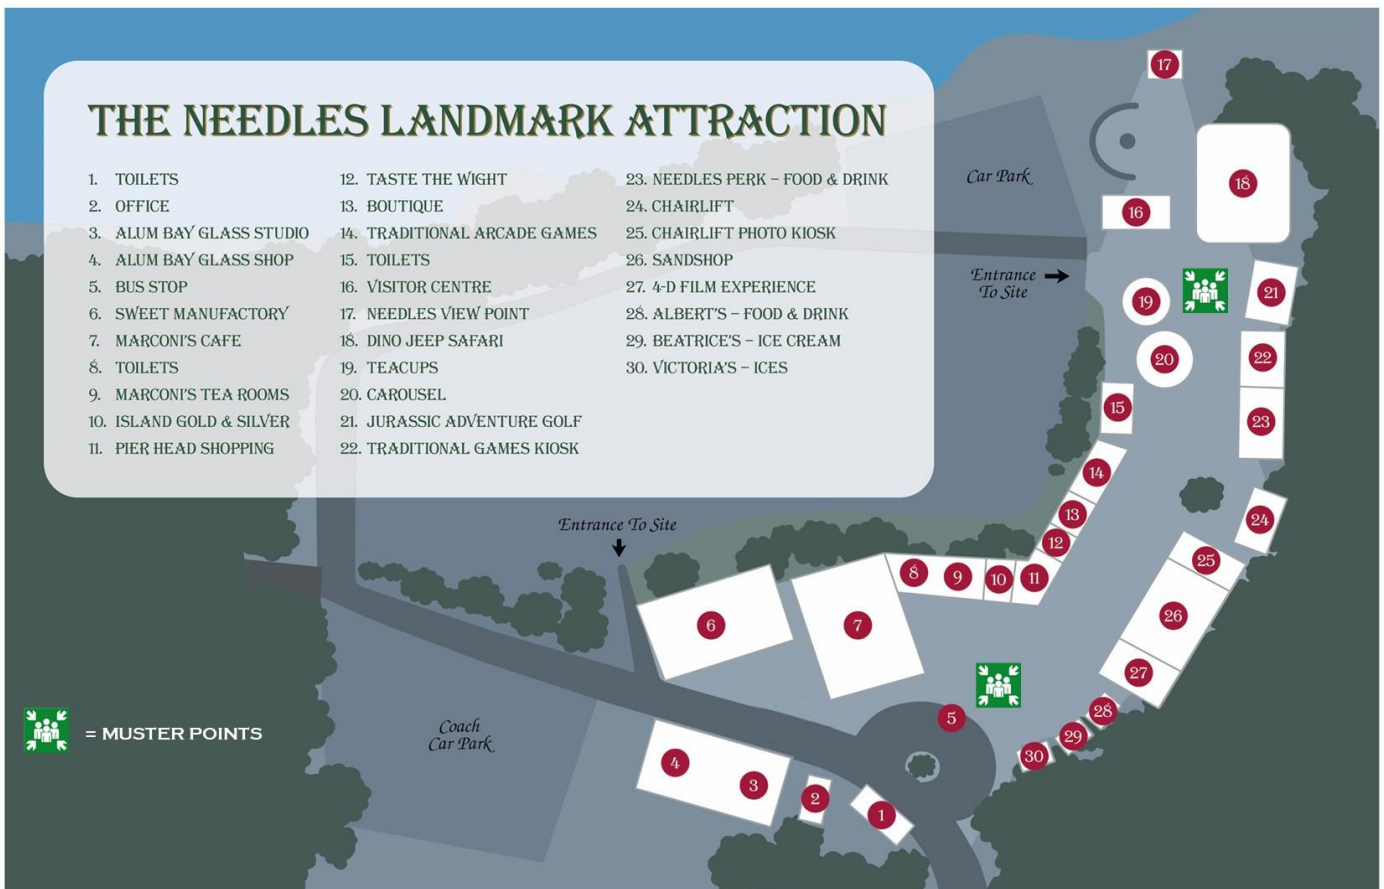 THE NEEDLES LANDMARK ATTRACTION
1. TOILETS
2. OFFICE
3. ALUM BAY GLASS STUDIO
4. ALUM BAY GLASS SHOP
5. BUS STOP
6. SWEET MANUFACTORY
7. MARCONI'S CAFE
8. TOILETS
9. MARCONI'S TEA ROOMS
10. ISLAND GOLD & SILVER
11. PIER HEAD SHOPPING
12. TASTE THE WIGHT
13. BOUTIQUE
14. TRADITIONAL ARCADE GAMES
15. TOILETS
16. VISITOR CENTRE
17. NEEDLES VIEW POINT
18. DINO JEEP SAFARI
19. TEACUPS
20. CAROUSEL
21. JURASSIC ADVENTURE GOLF
22. TRADITIONAL GAMES KIOSK
23. NEEDLES PERK – FOOD & DRINK
24. CHAIRLIFT
25. CHAIRLIFT PHOTO KIOSK
26. SANDSHOP
27. 4-D FILM EXPERIENCE
28. ALBERT'S – FOOD & DRINK
29. BEATRICE'S – ICE CREAM
30. VICTORIA'S – ICES
17
Car Park
18
16
Entrance
To Site
21
19
20
22
15
23
14
13
24
Entrance To Site
12
25
8
9
10
11
26
6
7
27
28
5
29
= MUSTER POINTS
Coach
Car Park
30
4
3
2
1